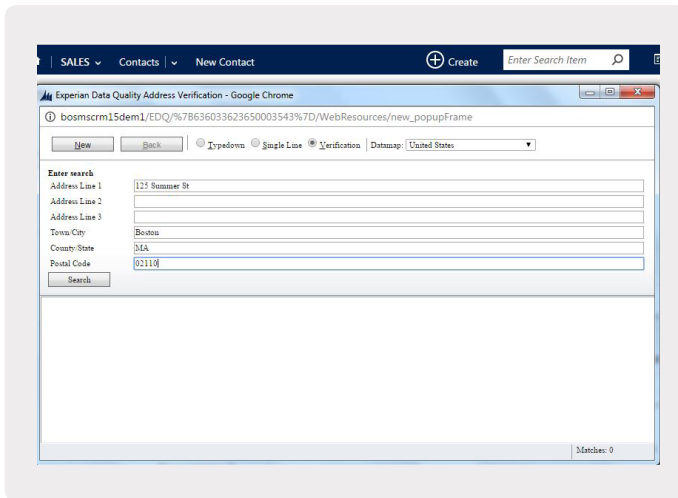 SALES Contacts New Contact Create Enter Search Item
Experian Data Quality Address Verification - Google Chrome
bosmscrm15dem1/EDQ/%7B636033623650003543%7D/WebResources/new_popupFrame
New Back Typedown Single Line Verification Datamap: United States
Enter search
Address Line 1 125 Summer St
Address Line 2
Address Line 3
Town/City Boston
County/State MA
Postal Code 02110
Search
Matches: 0